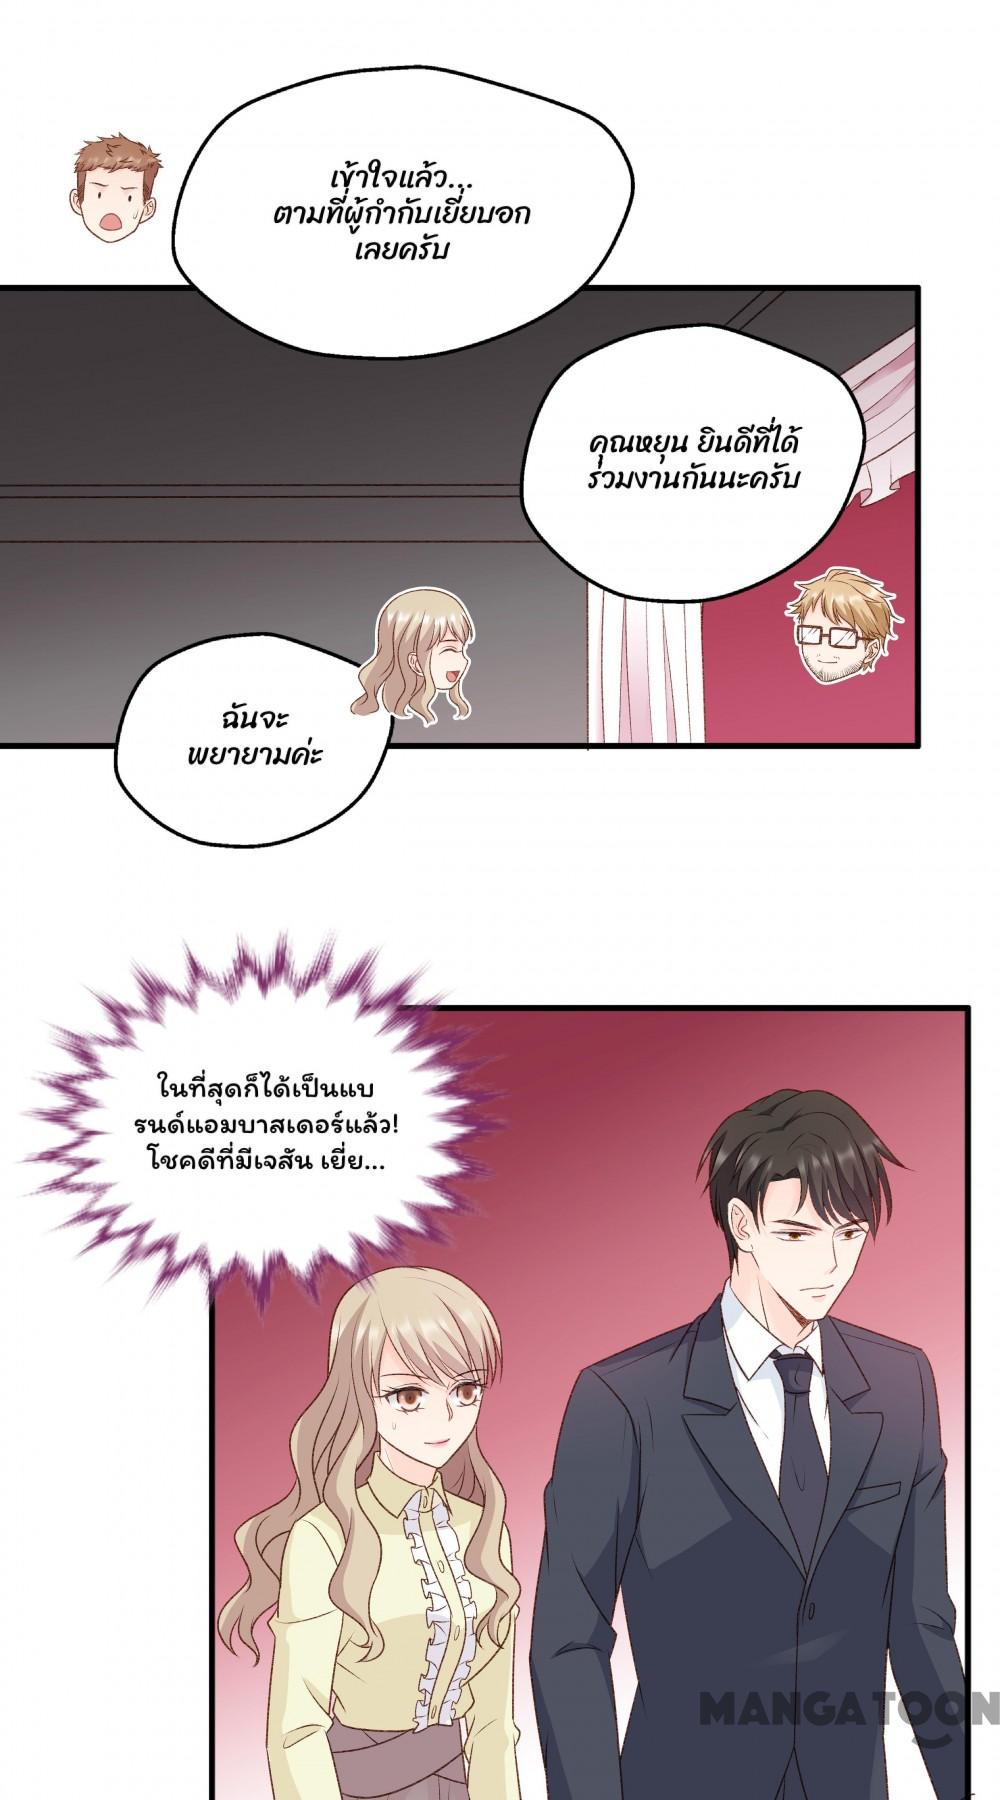 เข้าใจแล้ว...
ตามที่ผู้กำกับเยี่ยบอก
เลยครับ
คุณหยุน ยินดีที่ได้
ร่วมงานกันนะครับ
ฉันจะ
พยายามค่ะ
ในที่สุดก็ได้เป็นแบ
รนด์แอมบาสเดอร์แล้ว!
โชคดีที่มีเจสัน เยี่ย...
MANGATOON